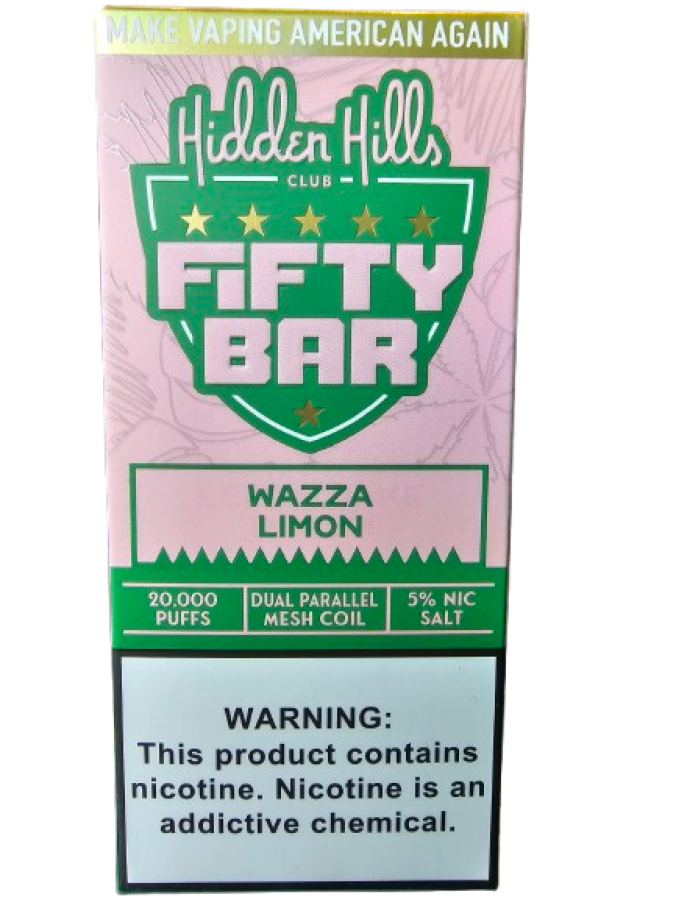 MAKE VAPING AMERICAN AGAIN
Hidden Hills
CLUB
FiFTY
BAR
WAZZA
LIMON
20,000
PUFFS
DUAL PARALLEL
MESH COIL
5% NIC
SALT
WARNING:
This product contains
nicotine. Nicotine is an
addictive chemical.